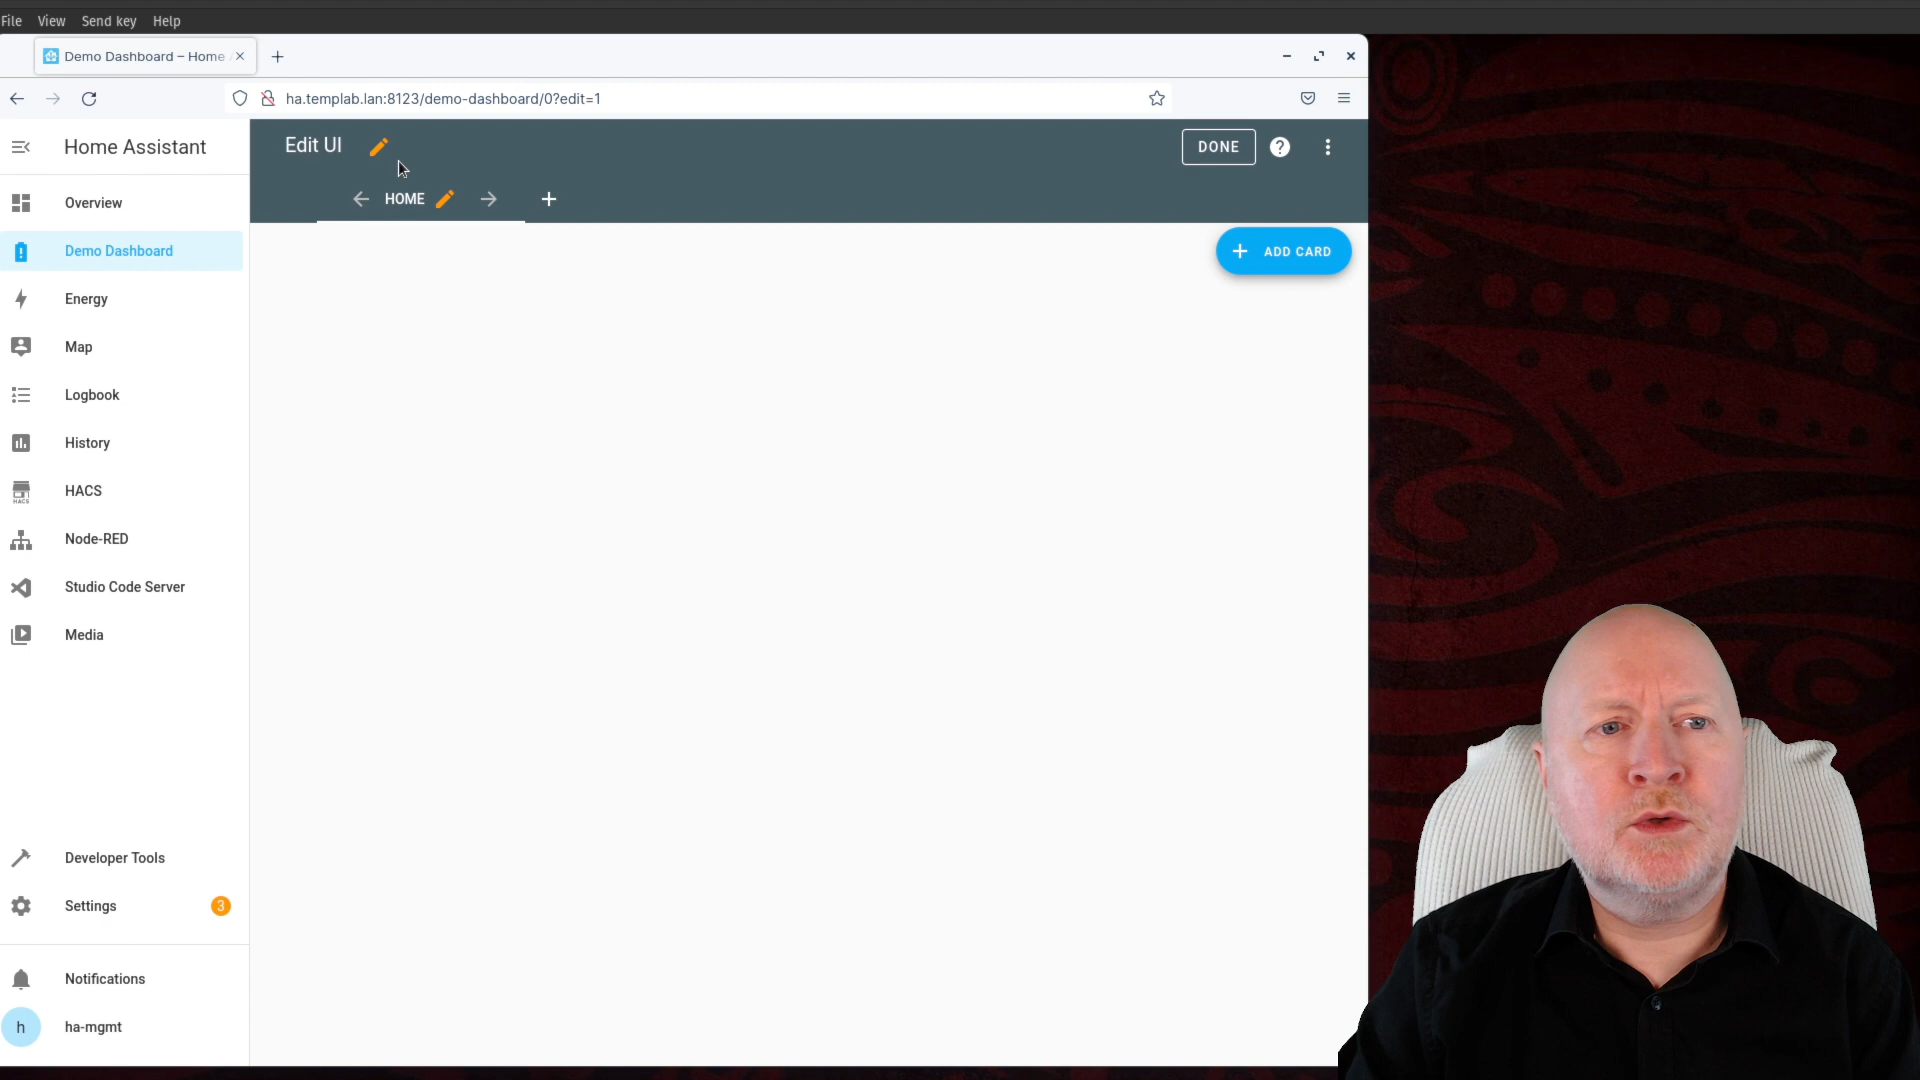 File View Send key Help
Demo Dashboard – Home
ha.templab.lan:8123/demo-dashboard/0?edit=1
Home Assistant
Edit UI
DONE
HOME
ADD CARD
Overview
Demo Dashboard
Energy
Map
Logbook
History
HACS
HACS
Node-RED
Studio Code Server
Media
Developer Tools
Settings
3
Notifications
h
ha-mgmt